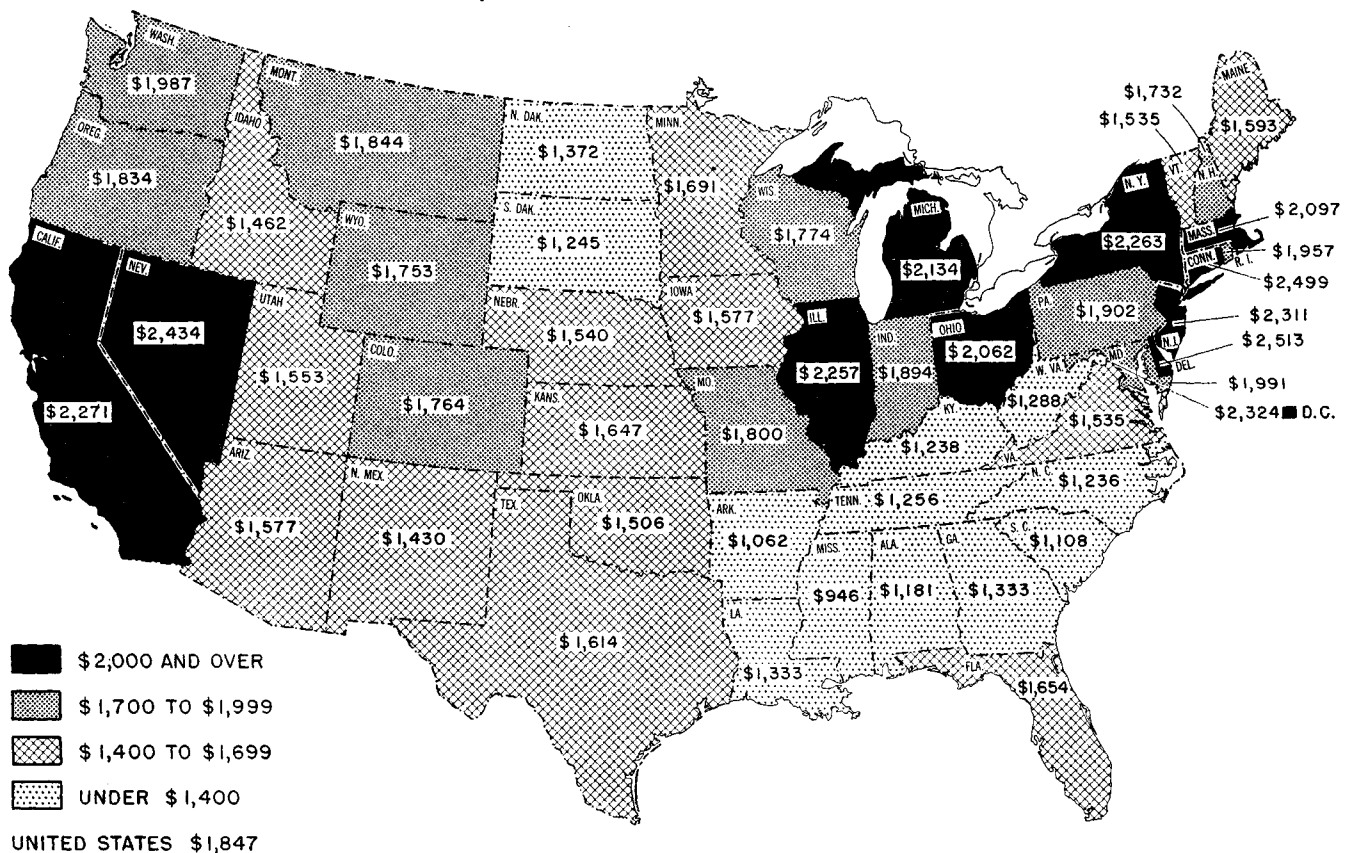 WASH.
$1,987
OREG.
$1,834
CALIF.
$2,271
NEV.
$2,434
IDAHO
$1,462
MONT.
$1,844
WYO.
$1,753
UTAH
$1,553
COLO.
$1,764
ARIZ.
$1,577
N. MEX.
$1,430
N. DAK.
$1,372
S. DAK.
$1,245
NEBR.
$1,540
KANS.
$1,647
OKLA.
$1,506
TEX.
$1,614
MINN.
$1,691
IOWA
$1,577
MO.
$1,800
ARK.
$1,062
LA.
$1,333
WIS.
$1,774
ILL.
$2,257
MICH.
$2,134
IND.
$1,894
OHIO
$2,062
KY.
$1,238
TENN.
$1,256
MISS.
$946
ALA.
$1,181
GA.
$1,333
FLA.
$1,654
S. C.
$1,108
N. C.
$1,236
VA.
$1,535
W. VA.
$1,288
PA.
$1,902
N. Y.
$2,263
MAINE
$1,593
$1,732
N. H.
$1,535
VT.
MASS.
$2,097
R. I.
$1,957
CONN.
$2,499
N. J.
$2,311
DEL.
$2,513
MD.
$1,991
$2,324 D.C.
$2,000 AND OVER
$1,700 TO $1,999
$1,400 TO $1,699
UNDER $1,400
UNITED STATES $1,847